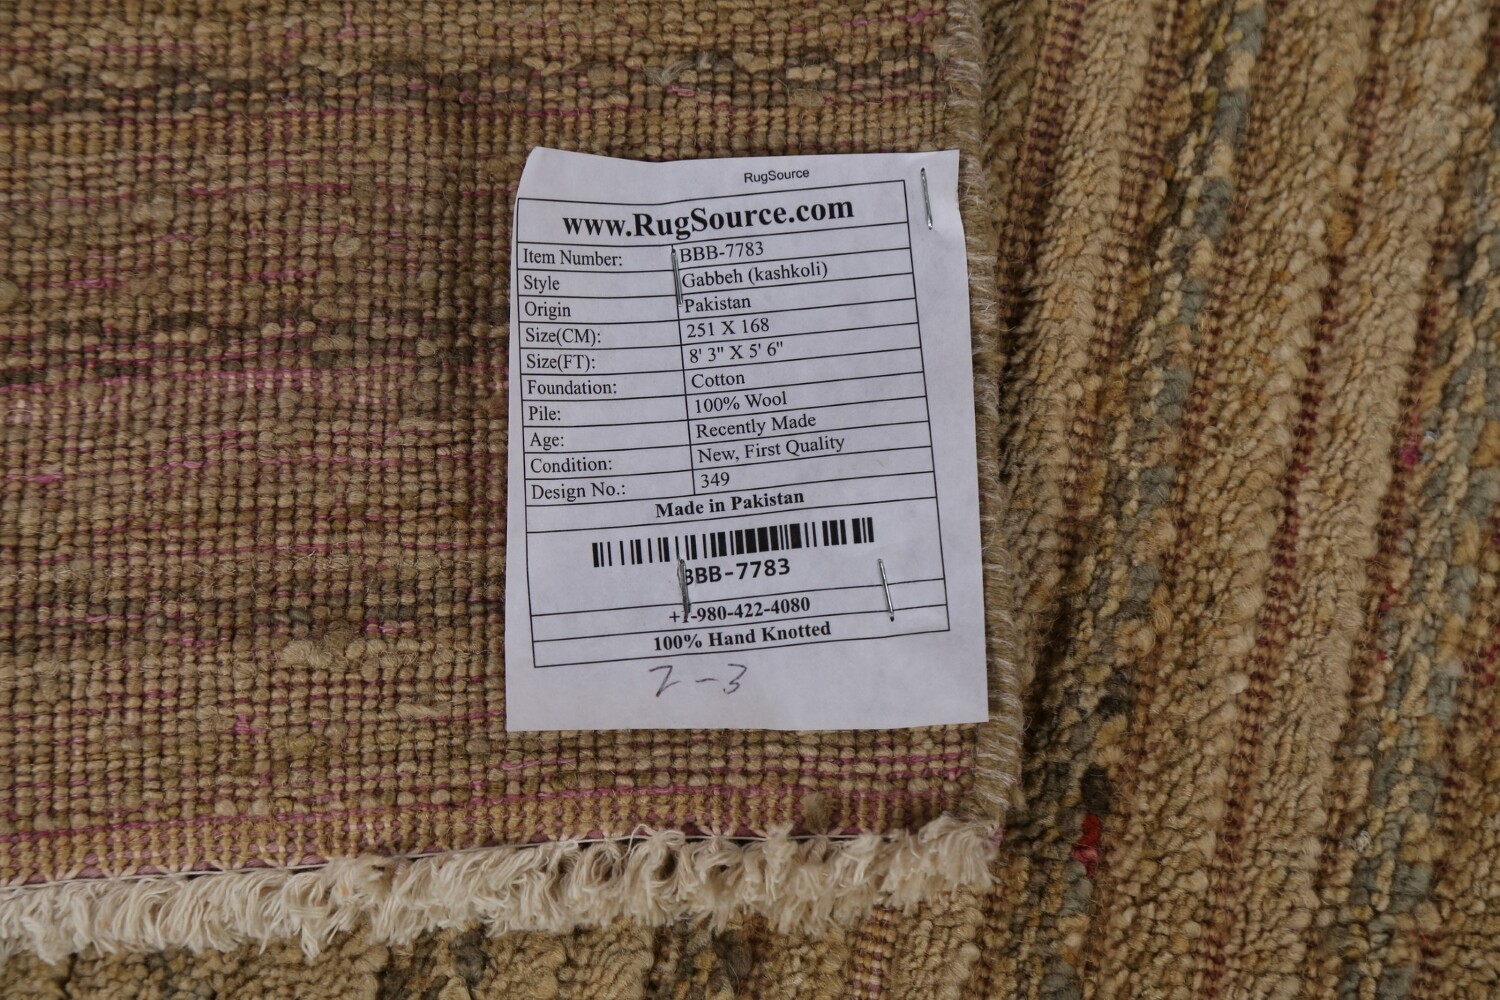 RugSource
www.RugSource.com
Item Number: BBB-7783
Style Gabbeh (kashkoli)
Origin Pakistan
Size(CM): 251 X 168
Size(FT): 8' 3" X 5' 6"
Foundation: Cotton
Pile: 100% Wool
Age: Recently Made
Condition: New, First Quality
Design No.: 349
Made in Pakistan
BBB-7783
+1-980-422-4080
100% Hand Knotted
7-3